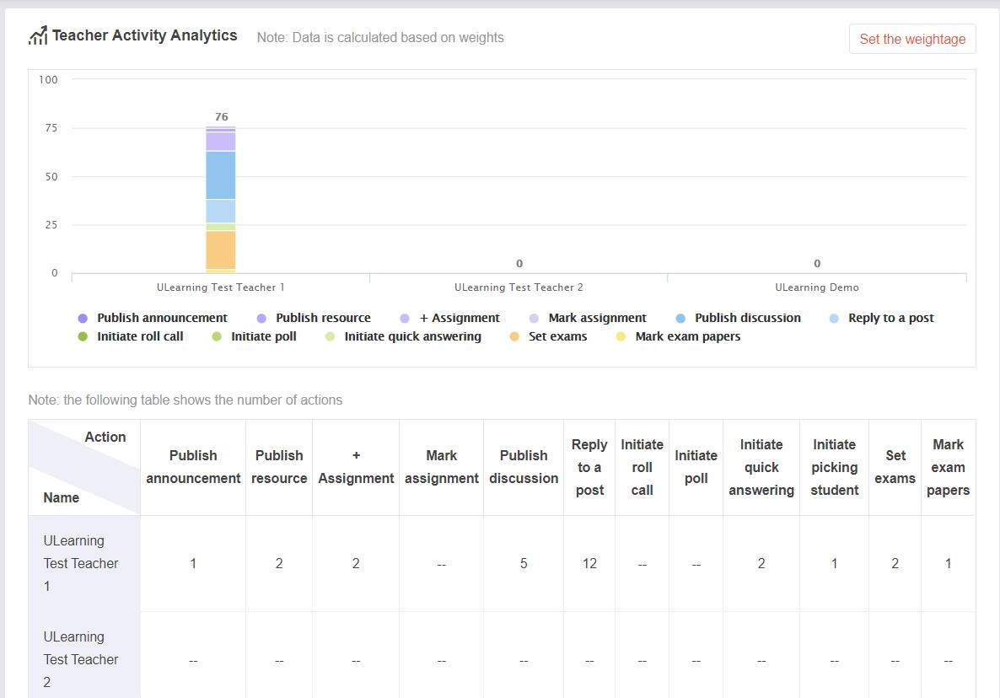 Teacher Activity Analytics Note: Data is calculated based on weights Set the weightage
100
76
75
50
25
0 0 0
ULearning Test Teacher 1 ULearning Test Teacher 2 ULearning Demo
Publish announcement Publish resource + Assignment Mark assignment Publish discussion Reply to a post
Initiate roll call Initiate poll Initiate quick answering Set exams Mark exam papers
Note: the following table shows the number of actions
Action
Name
Publish announcement
Publish resource
+ Assignment
Mark assignment
Publish discussion
Reply to a post
Initiate roll call
Initiate poll
Initiate quick answering
Initiate picking student
Set exams
Mark exam papers
ULearning Test Teacher 1
1 2 2 -- 5 12 -- -- 2 1 2 1
ULearning Test Teacher 2
-- -- -- -- -- -- -- -- -- -- -- --